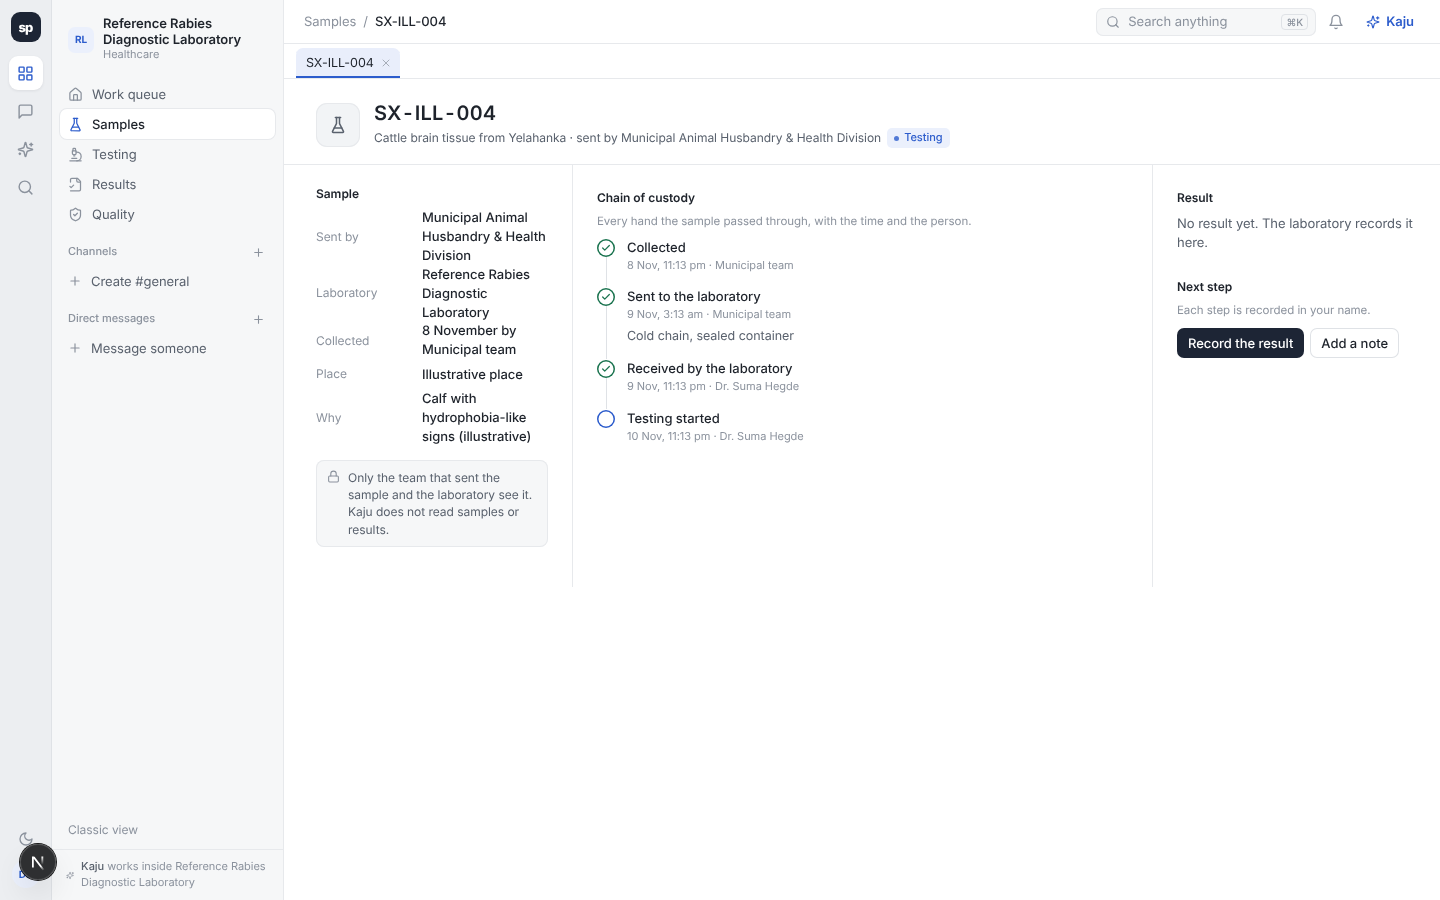 sp
RL
Reference Rabies
Diagnostic Laboratory
Healthcare
Work queue
Samples
Testing
Results
Quality
Channels
Create #general
Direct messages
Message someone
Classic view
N
Kaju works inside Reference Rabies
Diagnostic Laboratory
Samples / SX-ILL-004
Search anything
⌘K
Kaju
SX-ILL-004
SX-ILL-004
Cattle brain tissue from Yelahanka · sent by Municipal Animal Husbandry & Health Division
Testing
Sample
Sent by
Municipal Animal
Husbandry & Health
Division
Laboratory
Reference Rabies
Diagnostic
Laboratory
Collected
8 November by
Municipal team
Place
Illustrative place
Why
Calf with
hydrophobia-like
signs (illustrative)
Only the team that sent the
sample and the laboratory see it.
Kaju does not read samples or
results.
Chain of custody
Every hand the sample passed through, with the time and the person.
Collected
8 Nov, 11:13 pm · Municipal team
Sent to the laboratory
9 Nov, 3:13 am · Municipal team
Cold chain, sealed container
Received by the laboratory
9 Nov, 11:13 pm · Dr. Suma Hegde
Testing started
10 Nov, 11:13 pm · Dr. Suma Hegde
Result
No result yet. The laboratory records it
here.
Next step
Each step is recorded in your name.
Record the result
Add a note